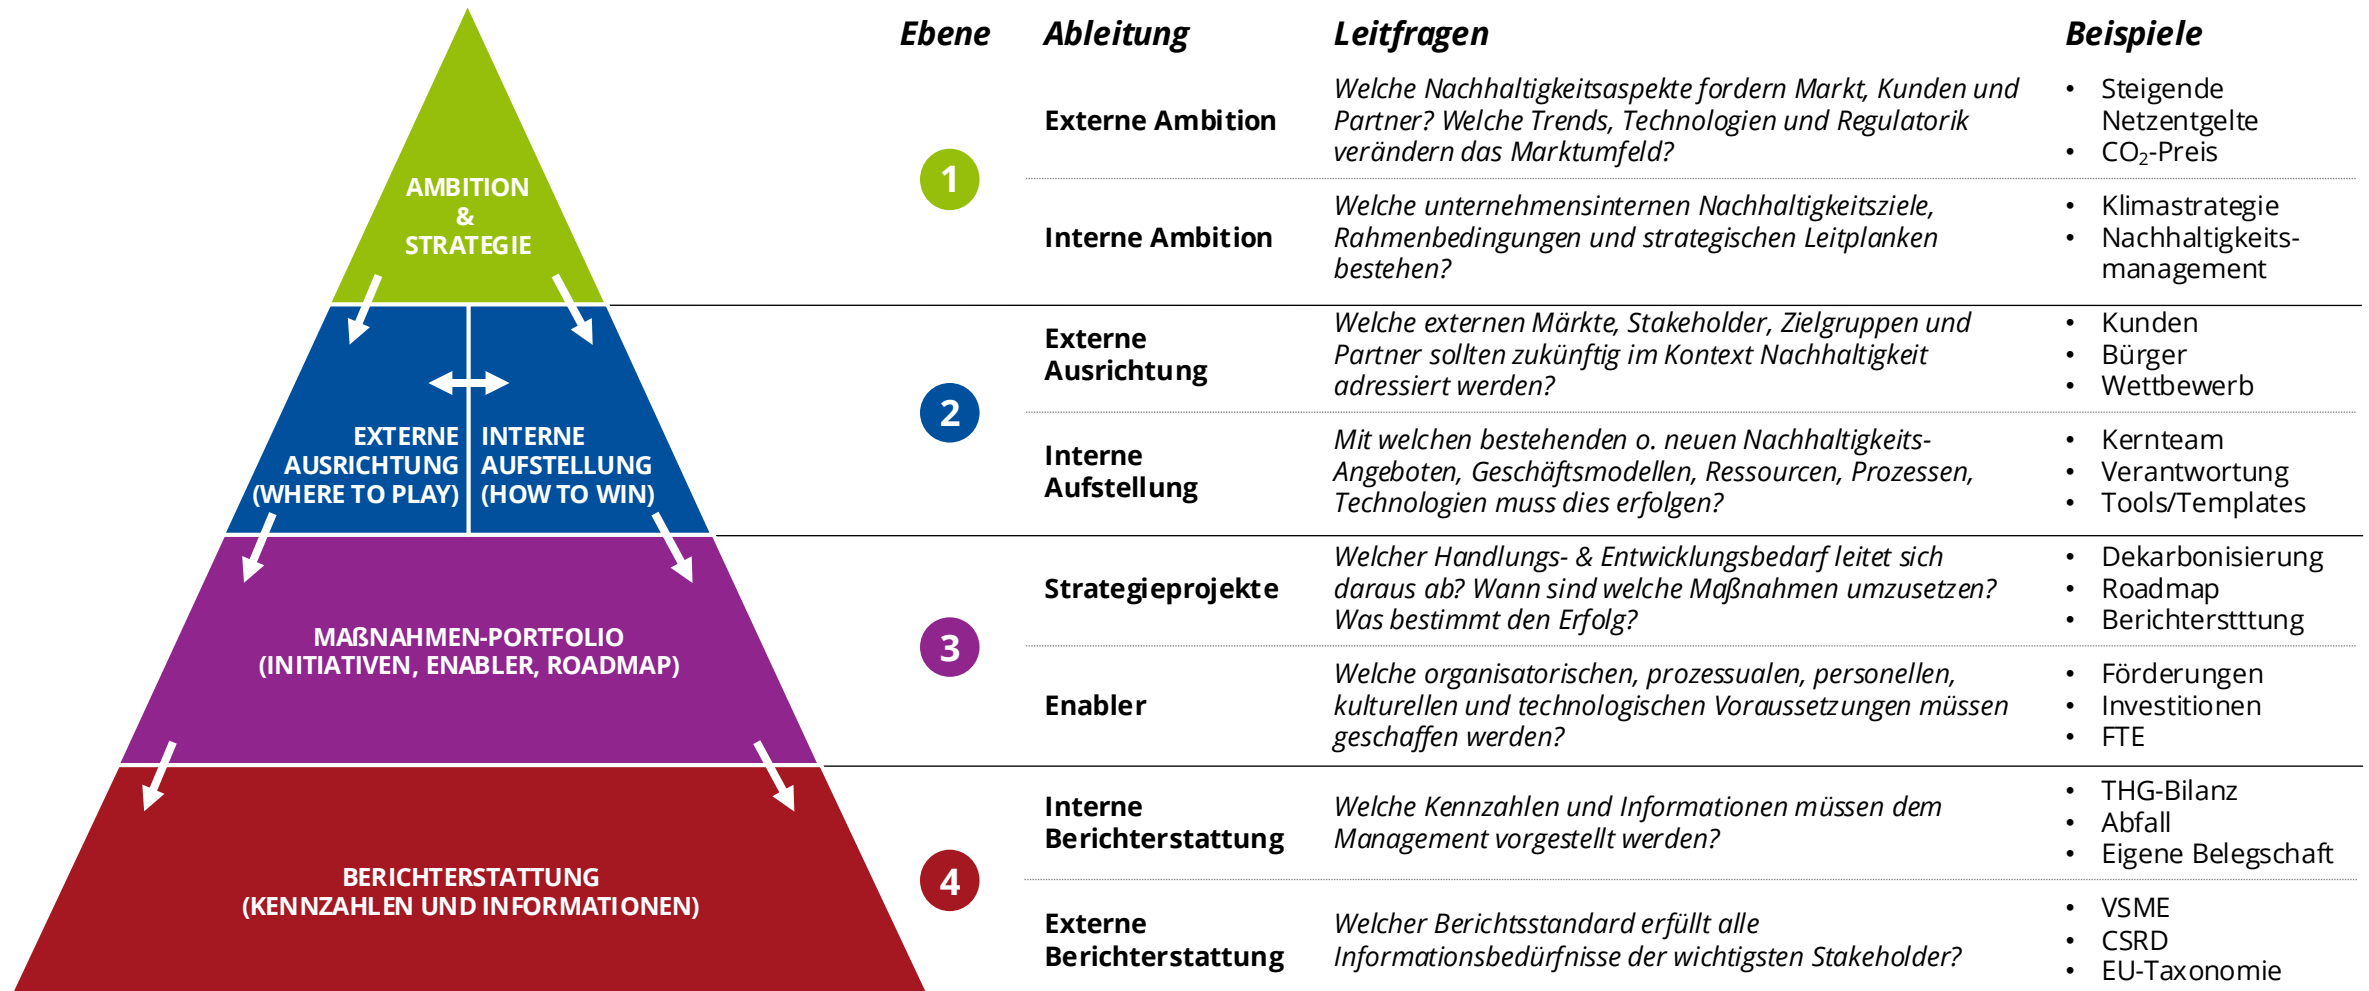 AMBITION
&
STRATEGIE
EXTERNE
AUSRICHTUNG
(WHERE TO PLAY)
INTERNE
AUFSTELLUNG
(HOW TO WIN)
MAßNAHMEN-PORTFOLIO
(INITIATIVEN, ENABLER, ROADMAP)
BERICHTERSTATTUNG
(KENNZAHLEN UND INFORMATIONEN)
Ebene
Ableitung
Leitfragen
Beispiele
1
Externe Ambition
Welche Nachhaltigkeitsaspekte fordern Markt, Kunden und
Partner? Welche Trends, Technologien und Regulatorik
verändern das Marktumfeld?
• Steigende
Netzentgelte
• CO₂-Preis
Interne Ambition
Welche unternehmensinternen Nachhaltigkeitsziele,
Rahmenbedingungen und strategischen Leitplanken
bestehen?
• Klimastrategie
• Nachhaltigkeits-
management
2
Externe
Ausrichtung
Welche externen Märkte, Stakeholder, Zielgruppen und
Partner sollten zukünftig im Kontext Nachhaltigkeit
adressiert werden?
• Kunden
• Bürger
• Wettbewerb
Interne
Aufstellung
Mit welchen bestehenden o. neuen Nachhaltigkeits-
Angeboten, Geschäftsmodellen, Ressourcen, Prozessen,
Technologien muss dies erfolgen?
• Kernteam
• Verantwortung
• Tools/Templates
3
Strategieprojekte
Welcher Handlungs- & Entwicklungsbedarf leitet sich
daraus ab? Wann sind welche Maßnahmen umzusetzen?
Was bestimmt den Erfolg?
• Dekarbonisierung
• Roadmap
• Berichterstttung
Enabler
Welche organisatorischen, prozessualen, personellen,
kulturellen und technologischen Voraussetzungen müssen
geschaffen werden?
• Förderungen
• Investitionen
• FTE
4
Interne
Berichterstattung
Welche Kennzahlen und Informationen müssen dem
Management vorgestellt werden?
• THG-Bilanz
• Abfall
• Eigene Belegschaft
Externe
Berichterstattung
Welcher Berichtsstandard erfüllt alle
Informationsbedürfnisse der wichtigsten Stakeholder?
• VSME
• CSRD
• EU-Taxonomie